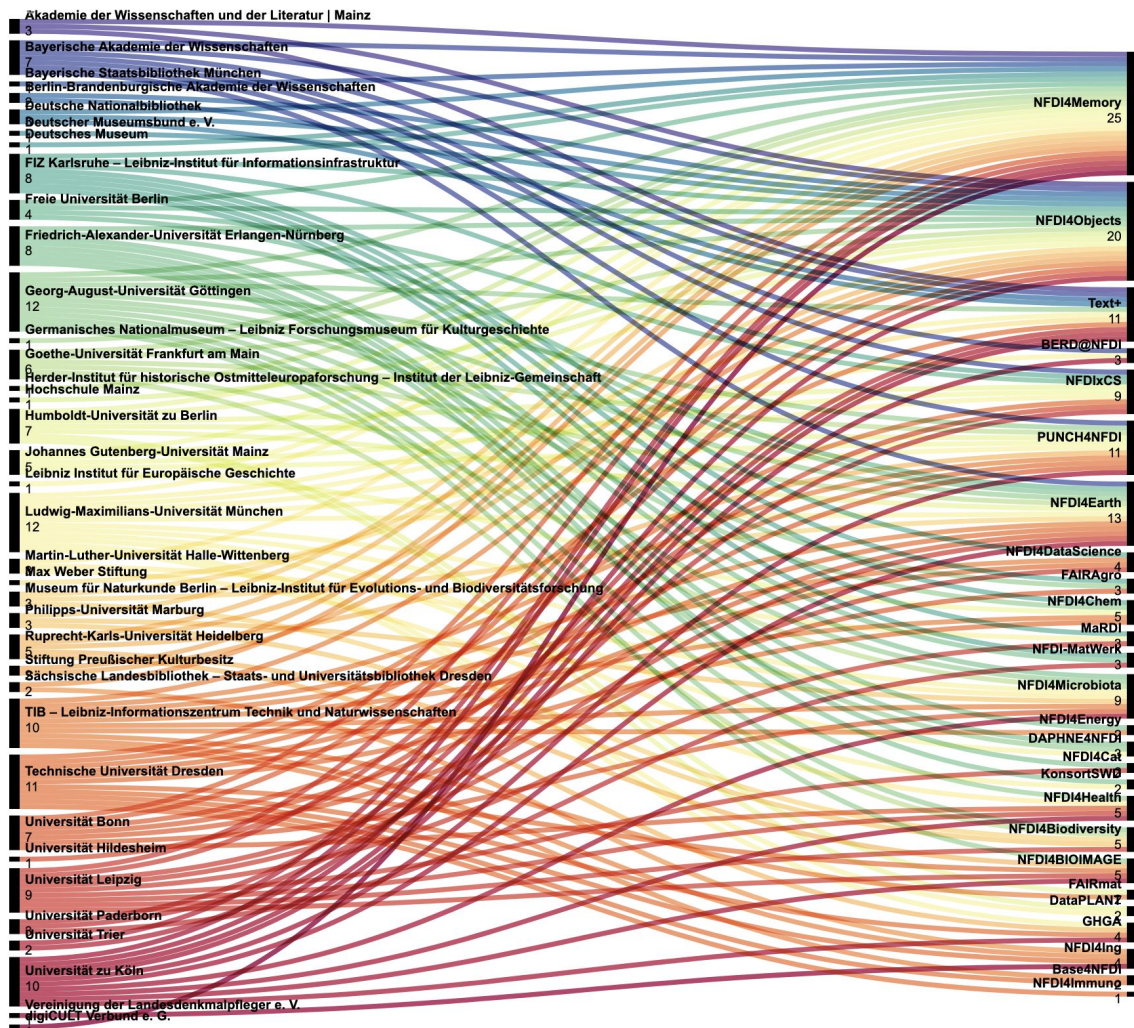 Akademie der Wissenschaften und der Literatur | Mainz
3
Bayerische Akademie der Wissenschaften
7
Bayerische Staatsbibliothek München
Berlin-Brandenburgische Akademie der Wissenschaften
Deutsche Nationalbibliothek
Deutscher Museumsbund e. V.
Deutsches Museum
1
FIZ Karlsruhe – Leibniz-Institut für Informationsinfrastruktur
8
Freie Universität Berlin
4
Friedrich-Alexander-Universität Erlangen-Nürnberg
8
Georg-August-Universität Göttingen
12
Germanisches Nationalmuseum – Leibniz Forschungsmuseum für Kulturgeschichte
1
Goethe-Universität Frankfurt am Main
6
Herder-Institut für historische Ostmitteleuropaforschung – Institut der Leibniz-Gemeinschaft
Hochschule Mainz
1
Humboldt-Universität zu Berlin
7
Johannes Gutenberg-Universität Mainz
5
Leibniz Institut für Europäische Geschichte
1
Ludwig-Maximilians-Universität München
12
Martin-Luther-Universität Halle-Wittenberg
Max Weber Stiftung
Museum für Naturkunde Berlin – Leibniz-Institut für Evolutions- und Biodiversitätsforschung
3
Philipps-Universität Marburg
3
Ruprecht-Karls-Universität Heidelberg
5
Stiftung Preußischer Kulturbesitz
Sächsische Landesbibliothek – Staats- und Universitätsbibliothek Dresden
2
TIB – Leibniz-Informationszentrum Technik und Naturwissenschaften
10
Technische Universität Dresden
11
Universität Bonn
7
Universität Hildesheim
1
Universität Leipzig
9
Universität Paderborn
3
Universität Trier
2
Universität zu Köln
10
Vereinigung der Landesdenkmalpfleger e. V.
digiCULT Verbund e. G.
NFDI4Memory
25
NFDI4Objects
20
Text+
11
BERD@NFDI
3
NFDIxCS
9
PUNCH4NFDI
11
NFDI4Earth
13
NFDI4DataScience
4
FAIRAgro
3
NFDI4Chem
5
MaRDI
3
NFDI-MatWerk
3
NFDI4Microbiota
9
NFDI4Energy
DAPHNE4NFDI
3
NFDI4Cat
KonsortSWD
2
NFDI4Health
5
NFDI4Biodiversity
5
NFDI4BIOIMAGE
5
FAIRmat
DataPLANT
2
GHGA
4
NFDI4Ing
4
Base4NFDI
NFDI4Immuno
1